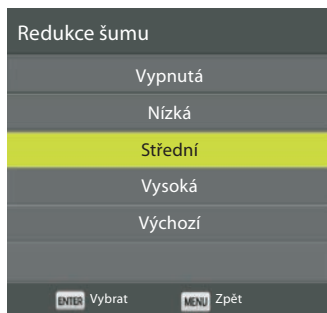 Redukce šumu
Vypnutá
Nízká
Střední
Vysoká
Výchozí
ENTER Vybrat MENU Zpět